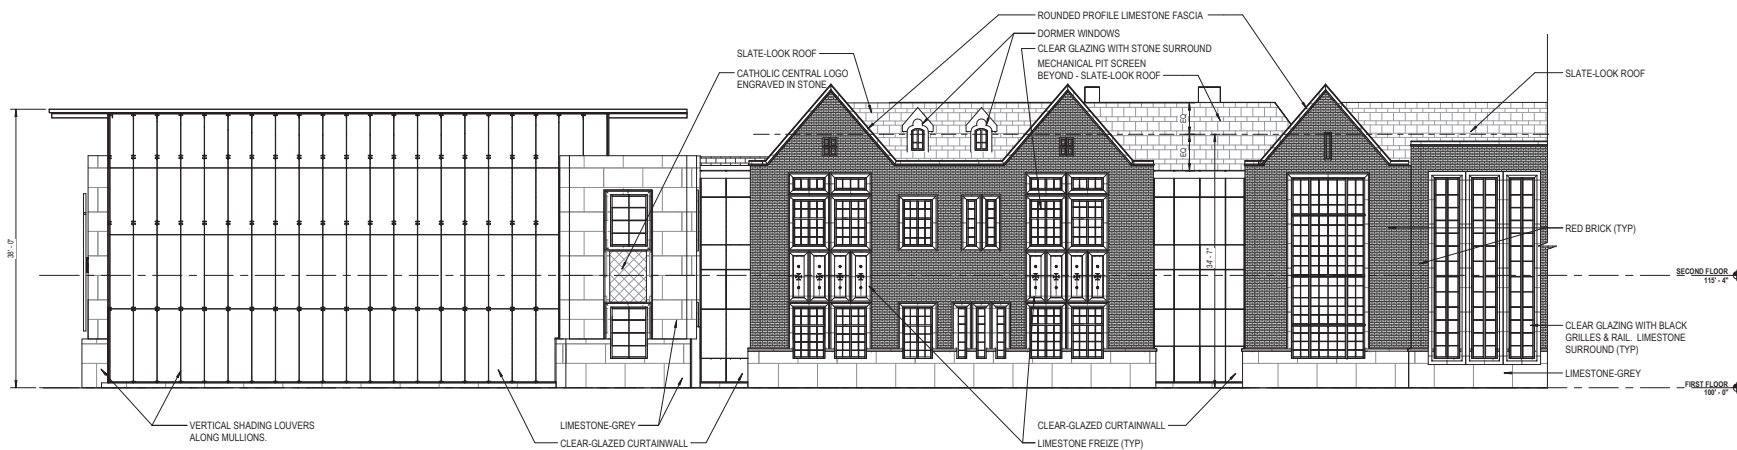 ROUNDED PROFILE LIMESTONE FASCIA
DORMER WINDOWS
CLEAR GLAZING WITH STONE SURROUND
MECHANICAL PIT SCREEN
BEYOND - SLATE-LOOK ROOF
SLATE-LOOK ROOF
CATHOLIC CENTRAL LOGO
ENGRAVED IN STONE
SLATE-LOOK ROOF
EQ
EQ
38' - 0"
34' - 7"
RED BRICK (TYP)
SECOND FLOOR
115' - 4"
CLEAR GLAZING WITH BLACK
GRILLES & RAIL. LIMESTONE
SURROUND (TYP)
LIMESTONE-GREY
FIRST FLOOR
100' - 0"
VERTICAL SHADING LOUVERS
ALONG MULLIONS.
LIMESTONE-GREY
CLEAR-GLAZED CURTAINWALL
CLEAR-GLAZED CURTAINWALL
LIMESTONE FREIZE (TYP)